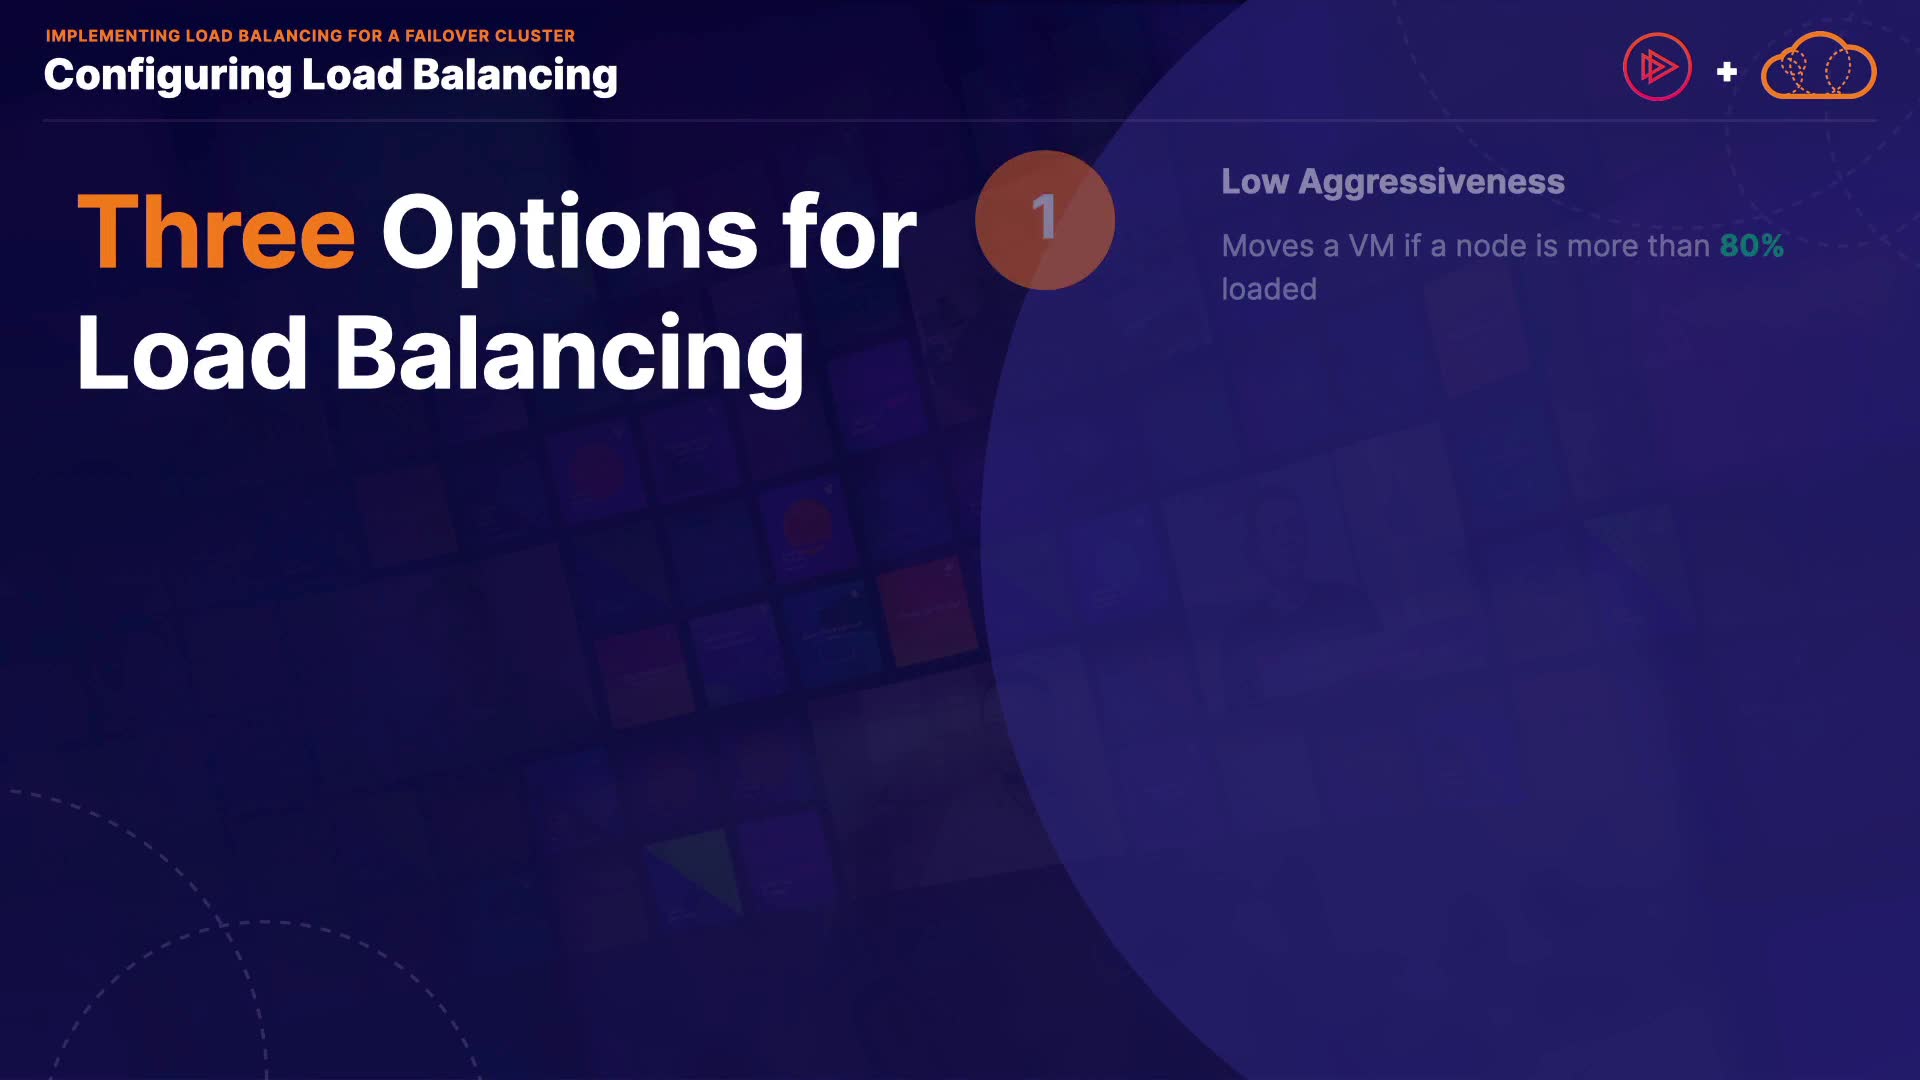 IMPLEMENTING LOAD BALANCING FOR A FAILOVER CLUSTER
Configuring Load Balancing
Three Options for
Load Balancing
1
Low Aggressiveness
Moves a VM if a node is more than 80%
loaded